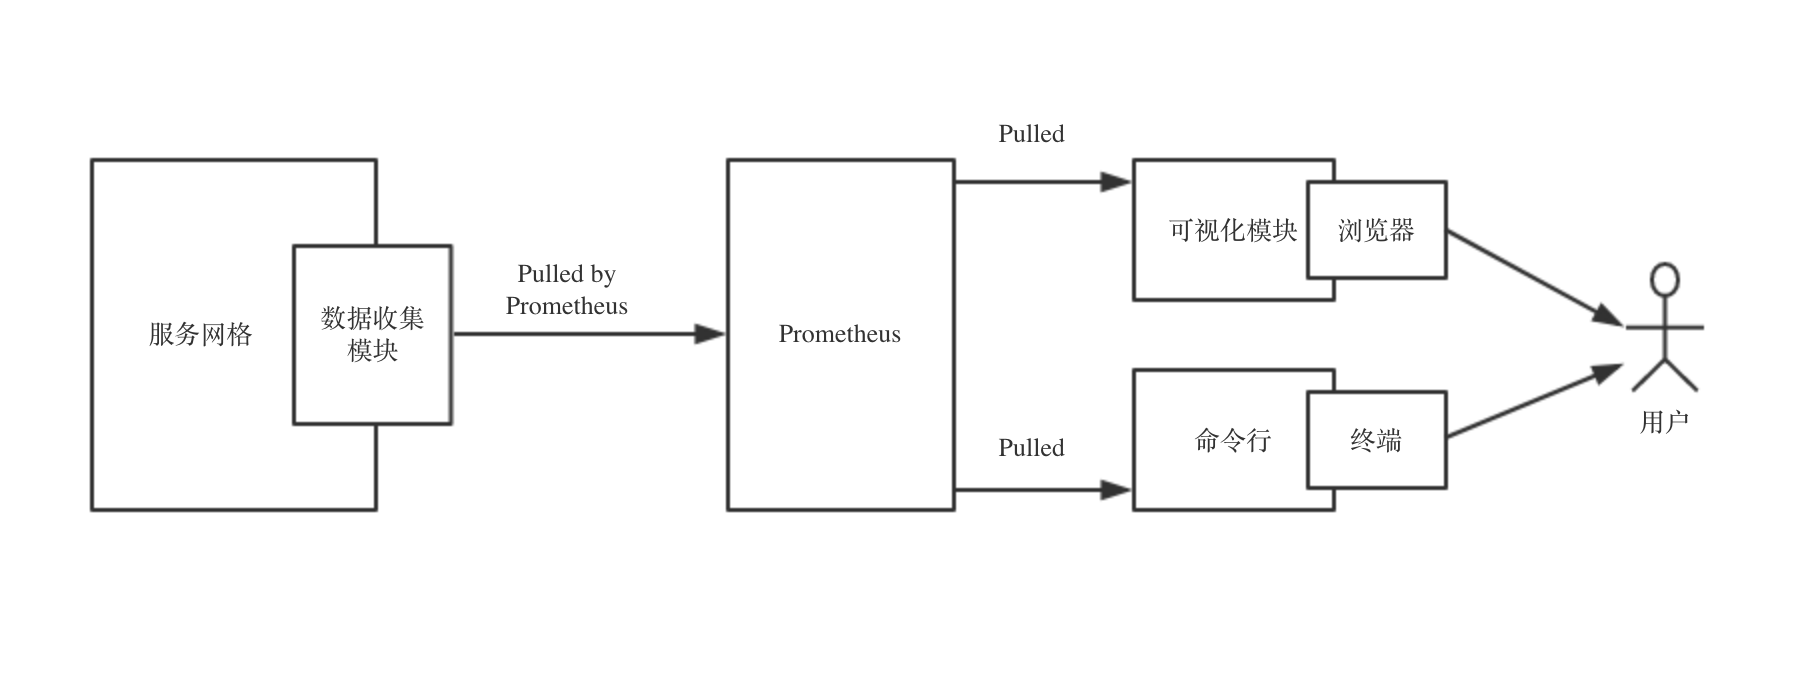 服务网格
数据收集
模块
Pulled by
Prometheus
Prometheus
Pulled
可视化模块
浏览器
Pulled
命令行
终端
用户